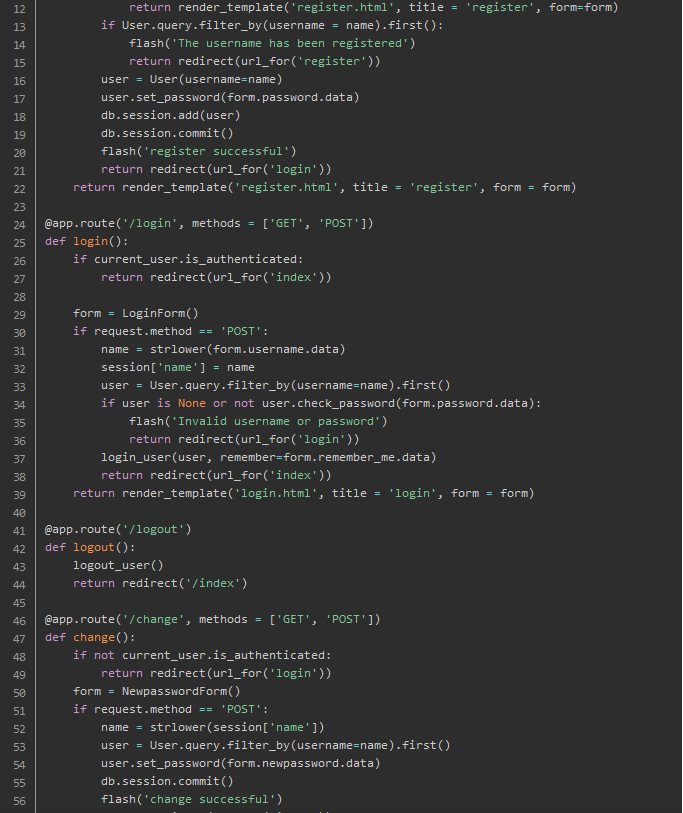 12 return render_template('register.html', title = 'register', form=form)
13 if User.query.filter_by(username = name).first():
14 flash('The username has been registered')
15 return redirect(url_for('register'))
16 user = User(username=name)
17 user.set_password(form.password.data)
18 db.session.add(user)
19 db.session.commit()
20 flash('register successful')
21 return redirect(url_for('login'))
22 return render_template('register.html', title = 'register', form = form)
23
24 @app.route('/login', methods = ['GET', 'POST'])
25 def login():
26 if current_user.is_authenticated:
27 return redirect(url_for('index'))
28
29 form = LoginForm()
30 if request.method == 'POST':
31 name = strlower(form.username.data)
32 session['name'] = name
33 user = User.query.filter_by(username=name).first()
34 if user is None or not user.check_password(form.password.data):
35 flash('Invalid username or password')
36 return redirect(url_for('login'))
37 login_user(user, remember=form.remember_me.data)
38 return redirect(url_for('index'))
39 return render_template('login.html', title = 'login', form = form)
40
41 @app.route('/logout')
42 def logout():
43 logout_user()
44 return redirect('/index')
45
46 @app.route('/change', methods = ['GET', 'POST'])
47 def change():
48 if not current_user.is_authenticated:
49 return redirect(url_for('login'))
50 form = NewpasswordForm()
51 if request.method == 'POST':
52 name = strlower(session['name'])
53 user = User.query.filter_by(username=name).first()
54 user.set_password(form.newpassword.data)
55 db.session.commit()
56 flash('change successful')